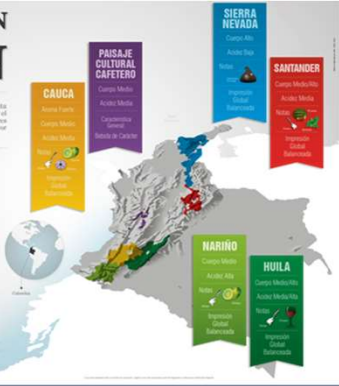 N
SIERRA
NEVADA
Cuerpo Alto
Acidez Baja
Notas
Impresión
Global
Balanceada
PAISAJE
CULTURAL
CAFETERO
Cuerpo Medio/Alto
Acidez Media
Característica
General
Bebida de Carácter
SANTANDER
Cuerpo Medio/Alto
Acidez Media
Notas
Impresión
Global
Balanceada
CAUCA
Aroma Fuerte
Cuerpo Medio
Acidez Media
Notas
Impresión
Global
Balanceada
NARIÑO
Cuerpo Medio
Acidez Alta
Notas
Impresión
Global
Balanceada
HUILA
Cuerpo Medio/Alto
Acidez Media/Alta
Notas
Impresión
Global
Balanceada
Colombia